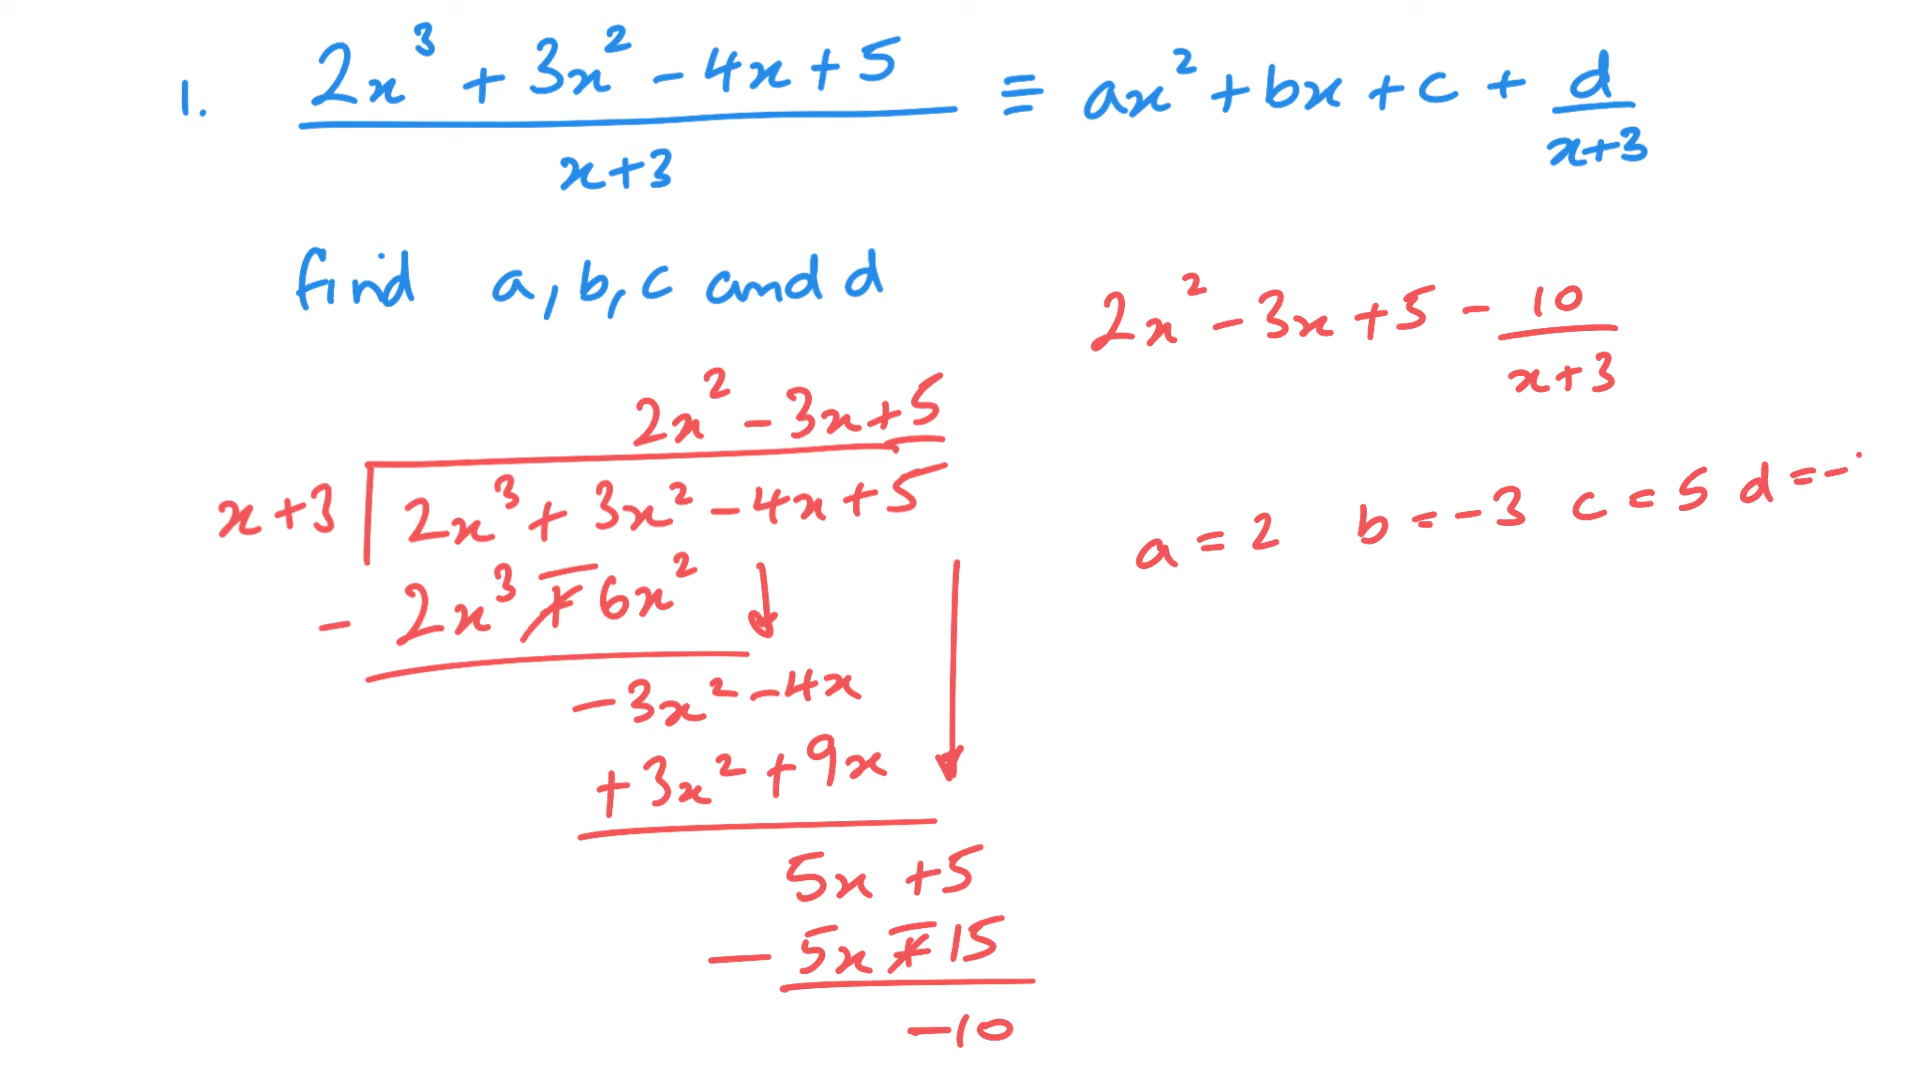 1. (2x³ + 3x² - 4x + 5)/(x+3) ≡ ax² + bx + c + d/(x+3)
find a, b, c and d
2x² - 3x + 5 - 10/(x+3)
2x² - 3x + 5
x+3 | 2x³ + 3x² - 4x + 5
a = 2 b = -3 c = 5 d = -
- 2x³ - 6x²
-3x² - 4x
+3x² + 9x
5x + 5
- 5x - 15
-10